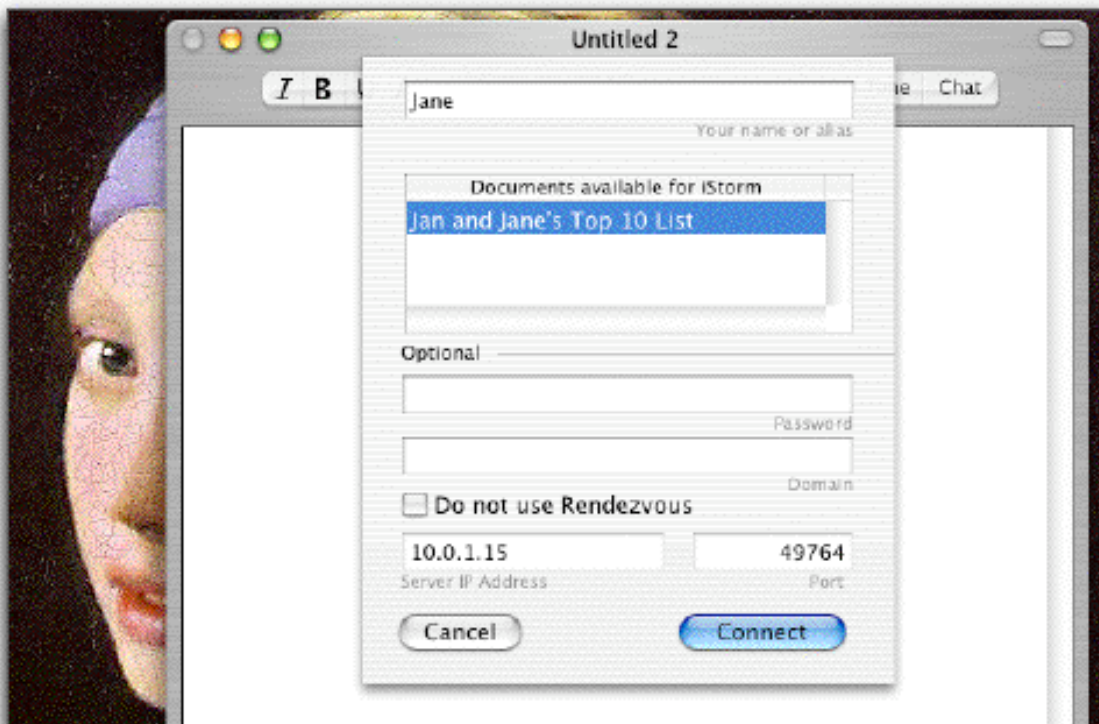 Untitled 2
I B Chat
Jane
Your name or alias
Documents available for iStorm
Jan and Jane's Top 10 List
Optional
Password
Domain
Do not use Rendezvous
10.0.1.15 49764
Server IP Address Port
Cancel Connect